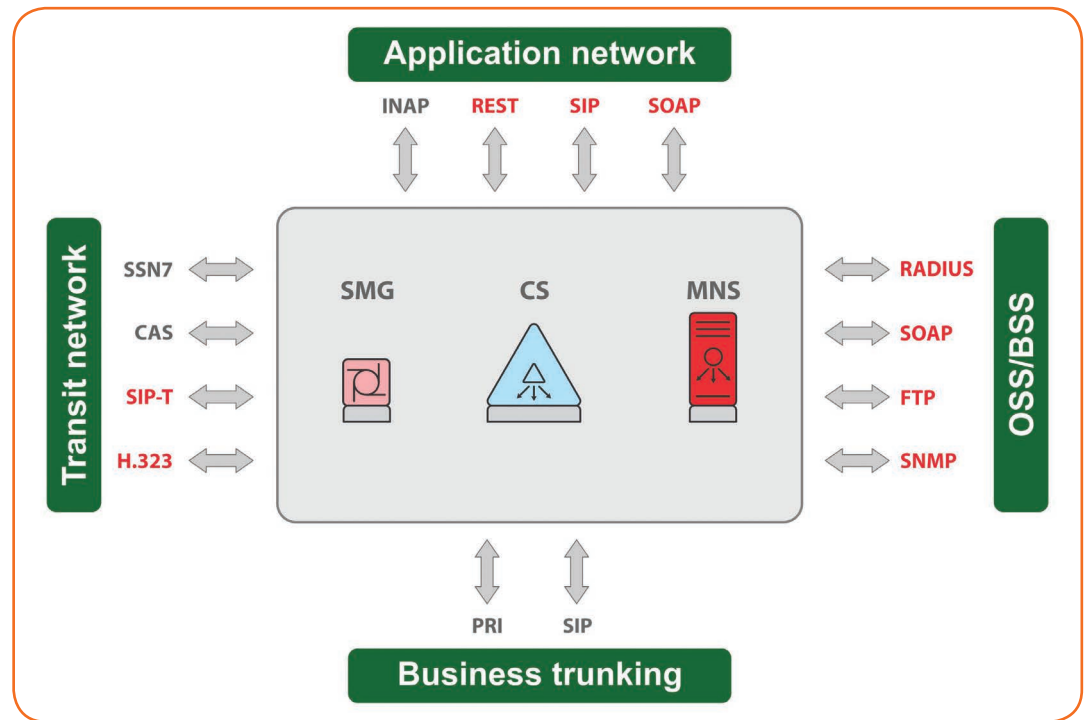 Application network
INAP REST SIP SOAP
Transit network
SSN7
CAS
SIP-T
H.323
SMG CS MNS
RADIUS
SOAP
FTP
SNMP
OSS/BSS
PRI SIP
Business trunking